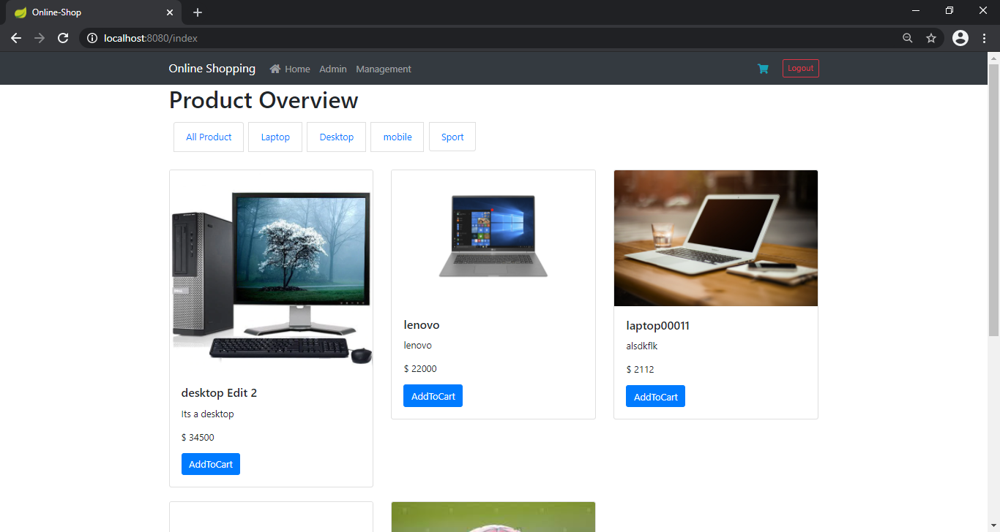 Online-Shop
localhost:8080/index
Online Shopping Home Admin Management Logout
Product Overview
All Product Laptop Desktop mobile Sport
desktop Edit 2
Its a desktop
$ 34500
AddToCart
lenovo
lenovo
$ 22000
AddToCart
laptop00011
alsdkflk
$ 2112
AddToCart